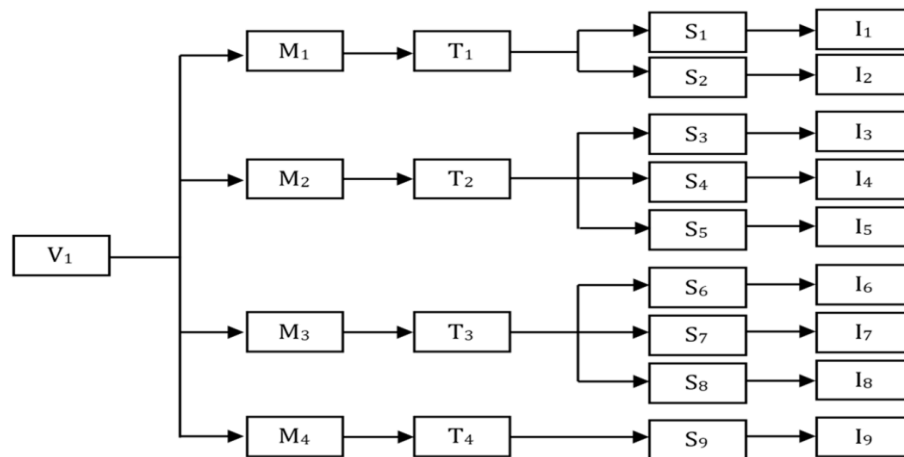 M₁ T₁ S₁ I₁
S₂ I₂
S₃ I₃
M₂ T₂ S₄ I₄
S₅ I₅
V₁
S₆ I₆
M₃ T₃ S₇ I₇
S₈ I₈
M₄ T₄ S₉ I₉